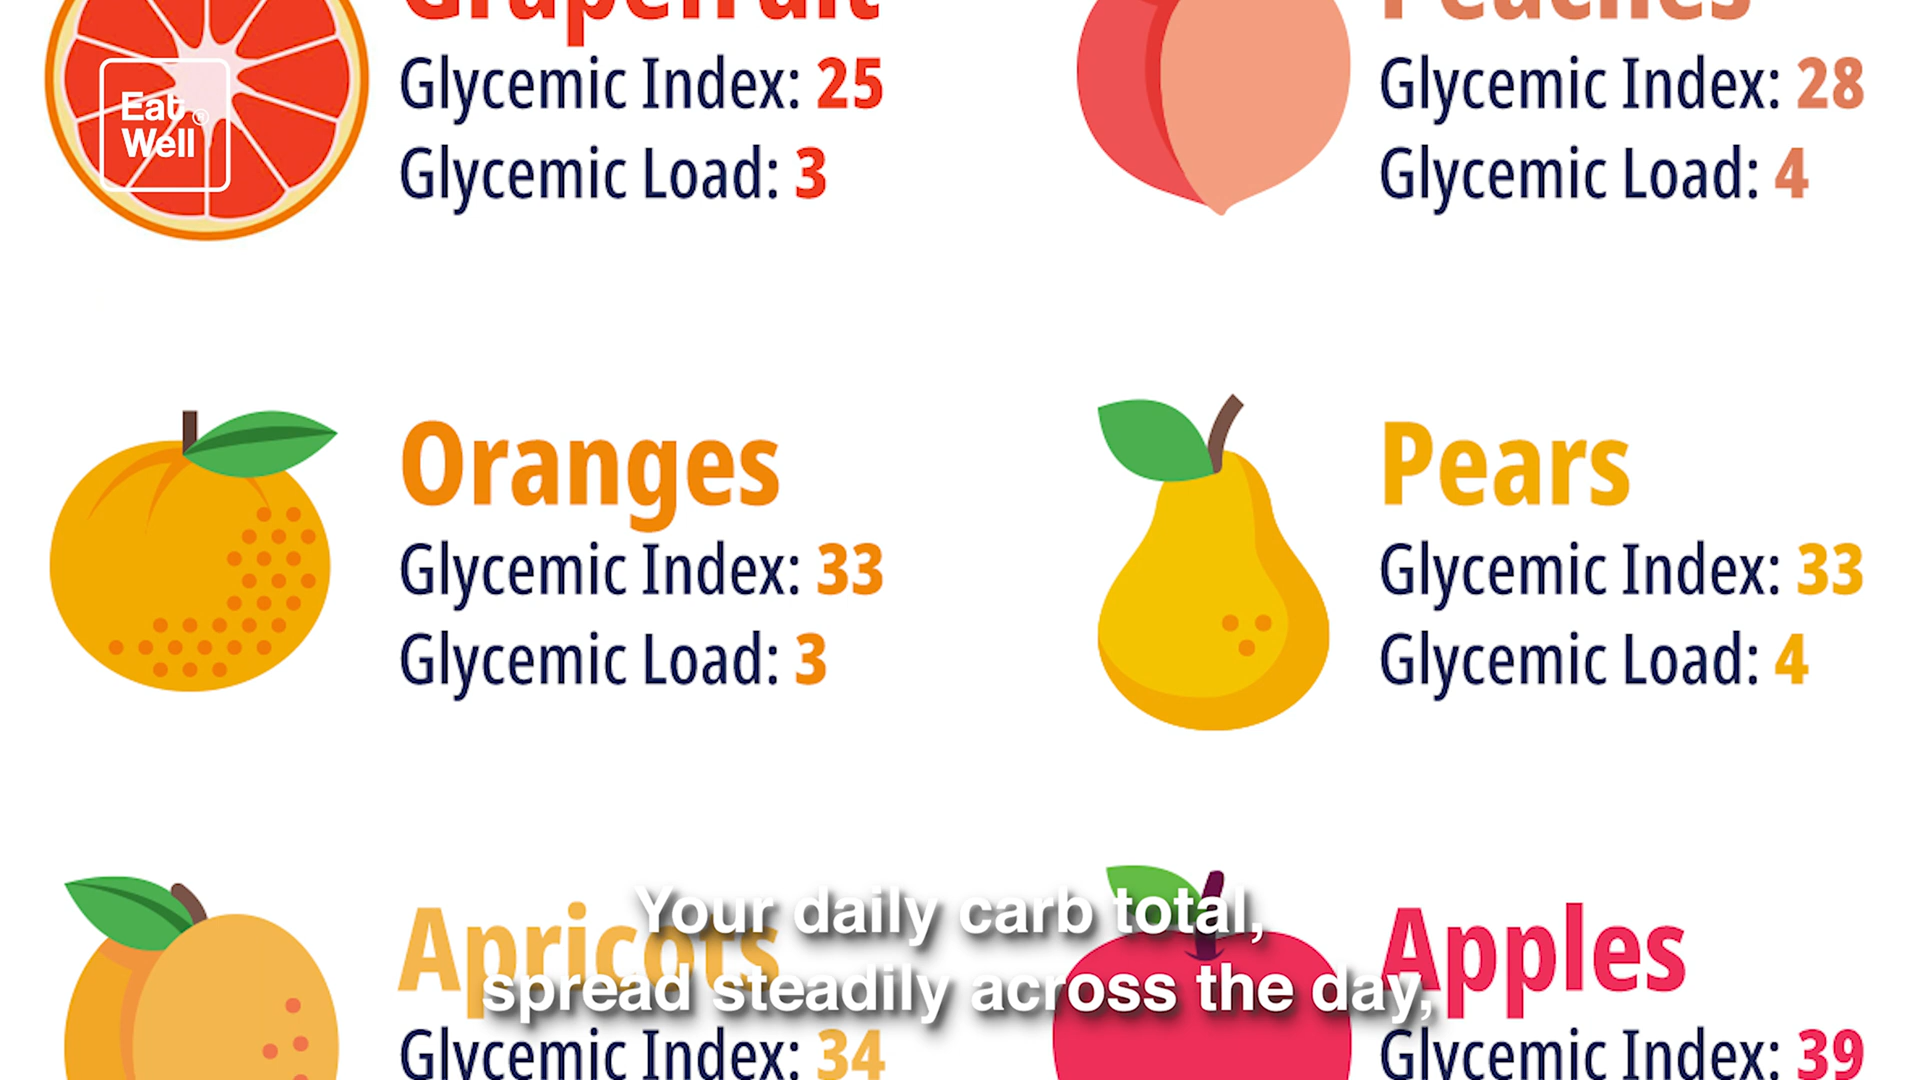 Grapefruit
Glycemic Index: 25
Glycemic Load: 3
Peaches
Glycemic Index: 28
Glycemic Load: 4
Eat
Well
®
Oranges
Glycemic Index: 33
Glycemic Load: 3
Pears
Glycemic Index: 33
Glycemic Load: 4
Apricots
Glycemic Index: 34
Apples
Glycemic Index: 39
Your daily carb total,
spread steadily across the day,